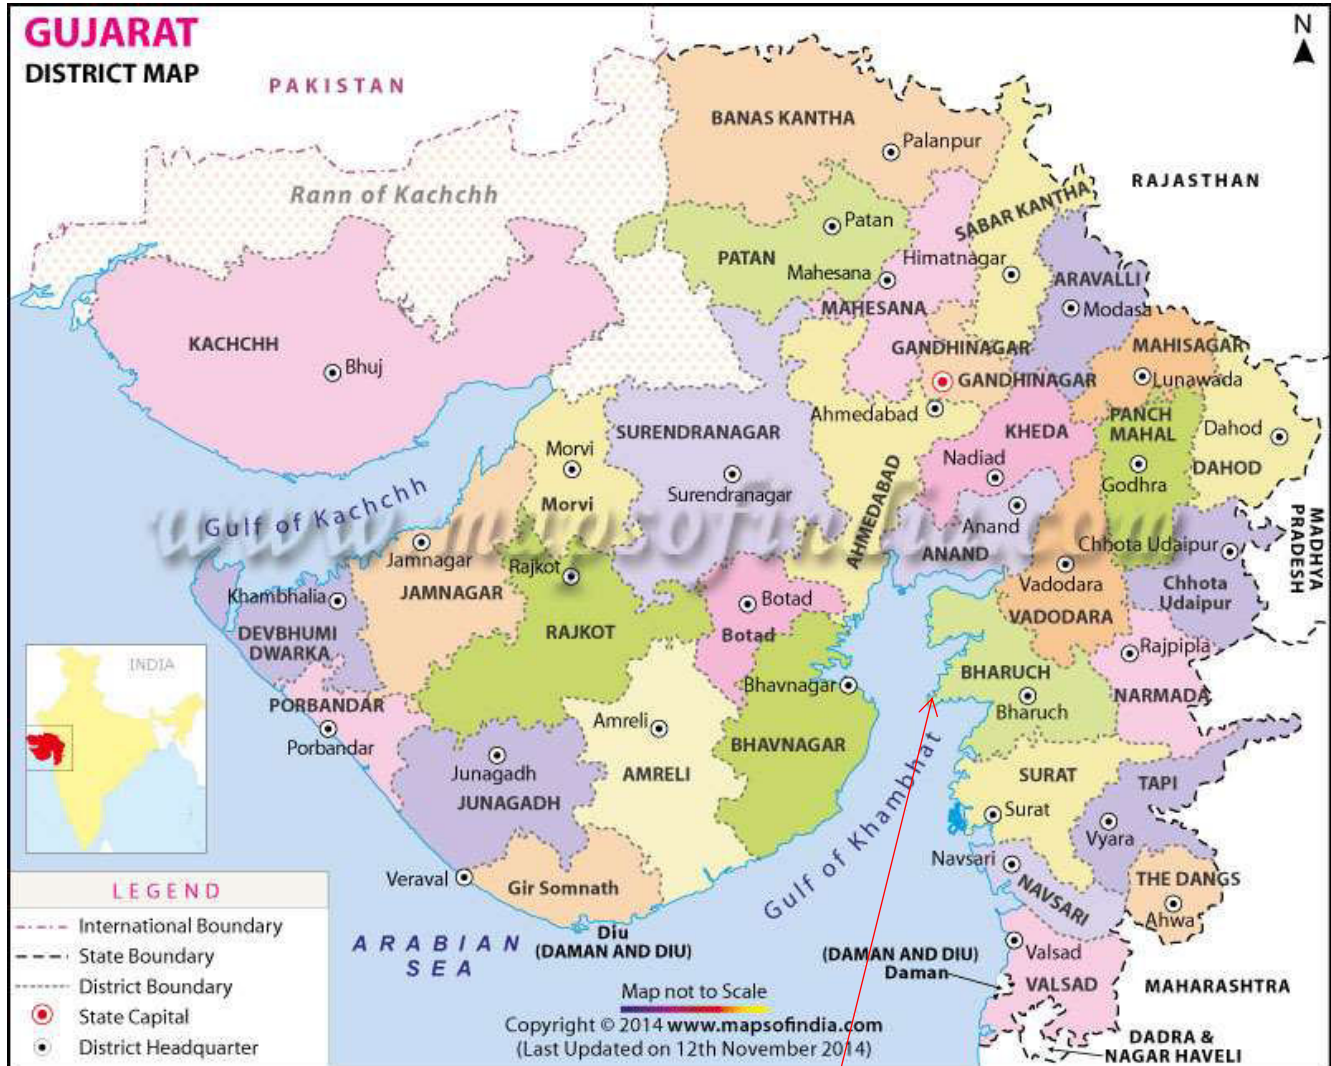 GUJARAT
DISTRICT MAP
N
PAKISTAN
BANAS KANTHA
Palanpur
RAJASTHAN
Rann of Kachchh
SABAR KANTHA
Patan
PATAN
Himatnagar
Mahesana
ARAVALLI
MAHESANA
Modasa
KACHCHH
GANDHINAGAR
MAHISAGAR
Bhuj
GANDHINAGAR
Lunawada
Ahmedabad
PANCH
MAHAL
SURENDRANAGAR
KHEDA
Dahod
Morvi
Nadiad
DAHOD
Godhra
Surendranagar
Morvi
AHMEDABAD
Gulf of Kachchh
www.mapsofindia.com
Anand
ANAND
MADHYA
PRADESH
Jamnagar
Rajkot
Chhota Udaipur
Vadodara
Chhota
Udaipur
JAMNAGAR
Khambhalia
Botad
VADODARA
DEVBHUMI
DWARKA
RAJKOT
Botad
Rajpipla
INDIA
BHARUCH
Bhavnagar
NARMADA
PORBANDAR
Bharuch
Amreli
Porbandar
BHAVNAGAR
Junagadh
AMRELI
SURAT
TAPI
JUNAGADH
Gulf of Khambhat
Surat
Vyara
Navsari
Veraval
Gir Somnath
NAVSARI
THE DANGS
Ahwa
LEGEND
International Boundary
State Boundary
District Boundary
State Capital
District Headquarter
ARABIAN
SEA
Diu
(DAMAN AND DIU)
(DAMAN AND DIU)
Daman
Valsad
VALSAD
MAHARASHTRA
Map not to Scale
Copyright © 2014 www.mapsofindia.com
(Last Updated on 12th November 2014)
DADRA &
NAGAR HAVELI